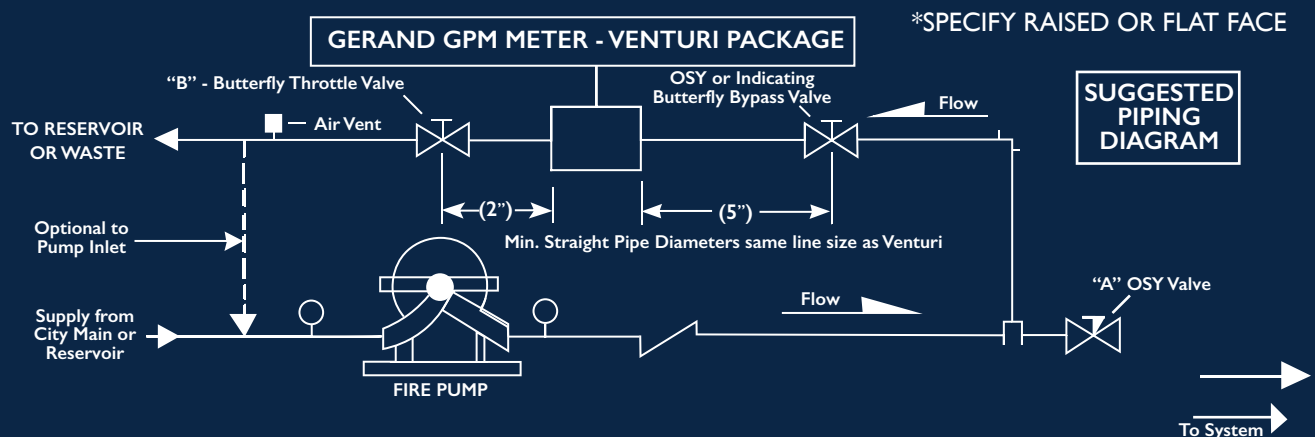 *SPECIFY RAISED OR FLAT FACE
GERAND GPM METER - VENTURI PACKAGE
“B” - Butterfly Throttle Valve
OSY or Indicating
Butterfly Bypass Valve
Flow
SUGGESTED
PIPING
DIAGRAM
TO RESERVOIR
OR WASTE
Air Vent
(2”)
(5”)
Min. Straight Pipe Diameters same line size as Venturi
Optional to
Pump Inlet
“A” OSY Valve
Flow
Supply from
City Main or
Reservoir
FIRE PUMP
To System